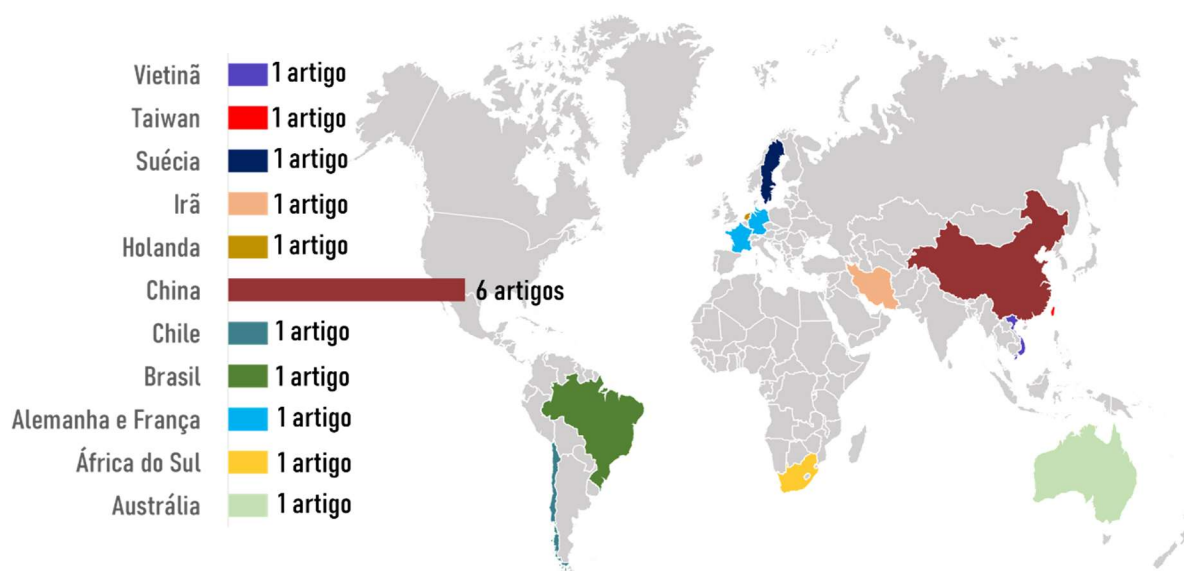 Vietinã 1 artigo
Taiwan 1 artigo
Suécia 1 artigo
Irã 1 artigo
Holanda 1 artigo
China 6 artigos
Chile 1 artigo
Brasil 1 artigo
Alemanha e França 1 artigo
África do Sul 1 artigo
Austrália 1 artigo